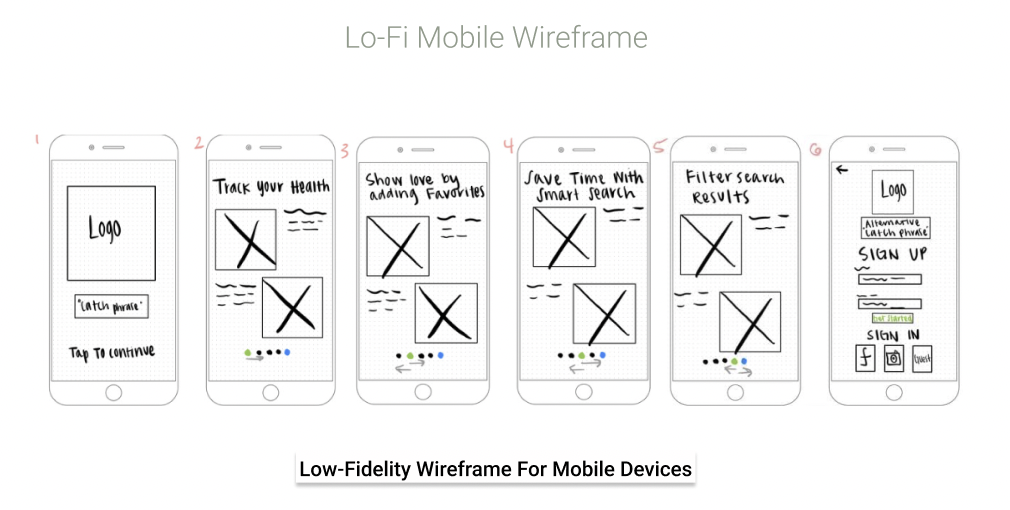 Lo-Fi Mobile Wireframe
1
Logo
"Catch phrase"
Tap To continue
2
Track your Health
3
Show love by
adding Favorites
4
Save Time With
Smart Search
5
Filter search
Results
6
Logo
"Alternative
Catch phrase"
SIGN UP
Get Started
SIGN IN
f
Guest
Low-Fidelity Wireframe For Mobile Devices